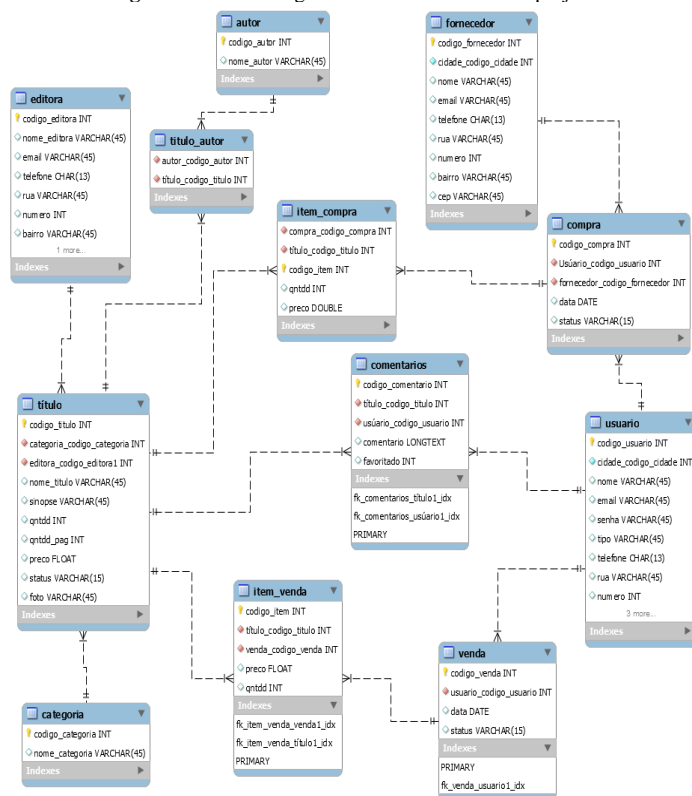 autor
codigo_autor INT
nome_autor VARCHAR(45)
Indexes
fornecedor
codigo_fornecedor INT
cidade_codigo_cidade INT
nome VARCHAR(45)
email VARCHAR(45)
telefone CHAR(13)
rua VARCHAR(45)
numero INT
bairro VARCHAR(45)
cep VARCHAR(45)
Indexes
editora
codigo_editora INT
nome_editora VARCHAR(45)
email VARCHAR(45)
telefone CHAR(13)
rua VARCHAR(45)
numero INT
bairro VARCHAR(45)
1 more...
Indexes
titulo_autor
autor_codigo_autor INT
título_codigo_titulo INT
Indexes
item_compra
compra_codigo_compra INT
título_codigo_titulo INT
codigo_item INT
qntdd INT
preco DOUBLE
Indexes
compra
codigo_compra INT
Usúario_codigo_usuario INT
fornecedor_codigo_fornecedor INT
data DATE
status VARCHAR(15)
Indexes
comentarios
codigo_comentario INT
título_codigo_titulo INT
usúario_codigo_usuario INT
comentario LONGTEXT
favoritado INT
Indexes
fk_comentarios_título1_idx
fk_comentarios_usúario1_idx
PRIMARY
título
codigo_titulo INT
categoria_codigo_categoria INT
editora_codigo_editora1 INT
nome_titulo VARCHAR(45)
sinopse VARCHAR(45)
qntdd INT
qntdd_pag INT
preco FLOAT
status VARCHAR(15)
foto VARCHAR(45)
Indexes
usuario
codigo_usuario INT
cidade_codigo_cidade INT
nome VARCHAR(45)
email VARCHAR(45)
senha VARCHAR(45)
tipo VARCHAR(45)
telefone CHAR(13)
rua VARCHAR(45)
numero INT
3 more...
Indexes
item_venda
codigo_item INT
título_codigo_titulo INT
venda_codigo_venda INT
preco FLOAT
qntdd INT
Indexes
fk_item_venda_venda1_idx
fk_item_venda_título1_idx
PRIMARY
venda
codigo_venda INT
usuario_codigo_usuario INT
data DATE
status VARCHAR(15)
Indexes
PRIMARY
fk_venda_usuario1_idx
categoria
codigo_categoria INT
nome_categoria VARCHAR(45)
Indexes